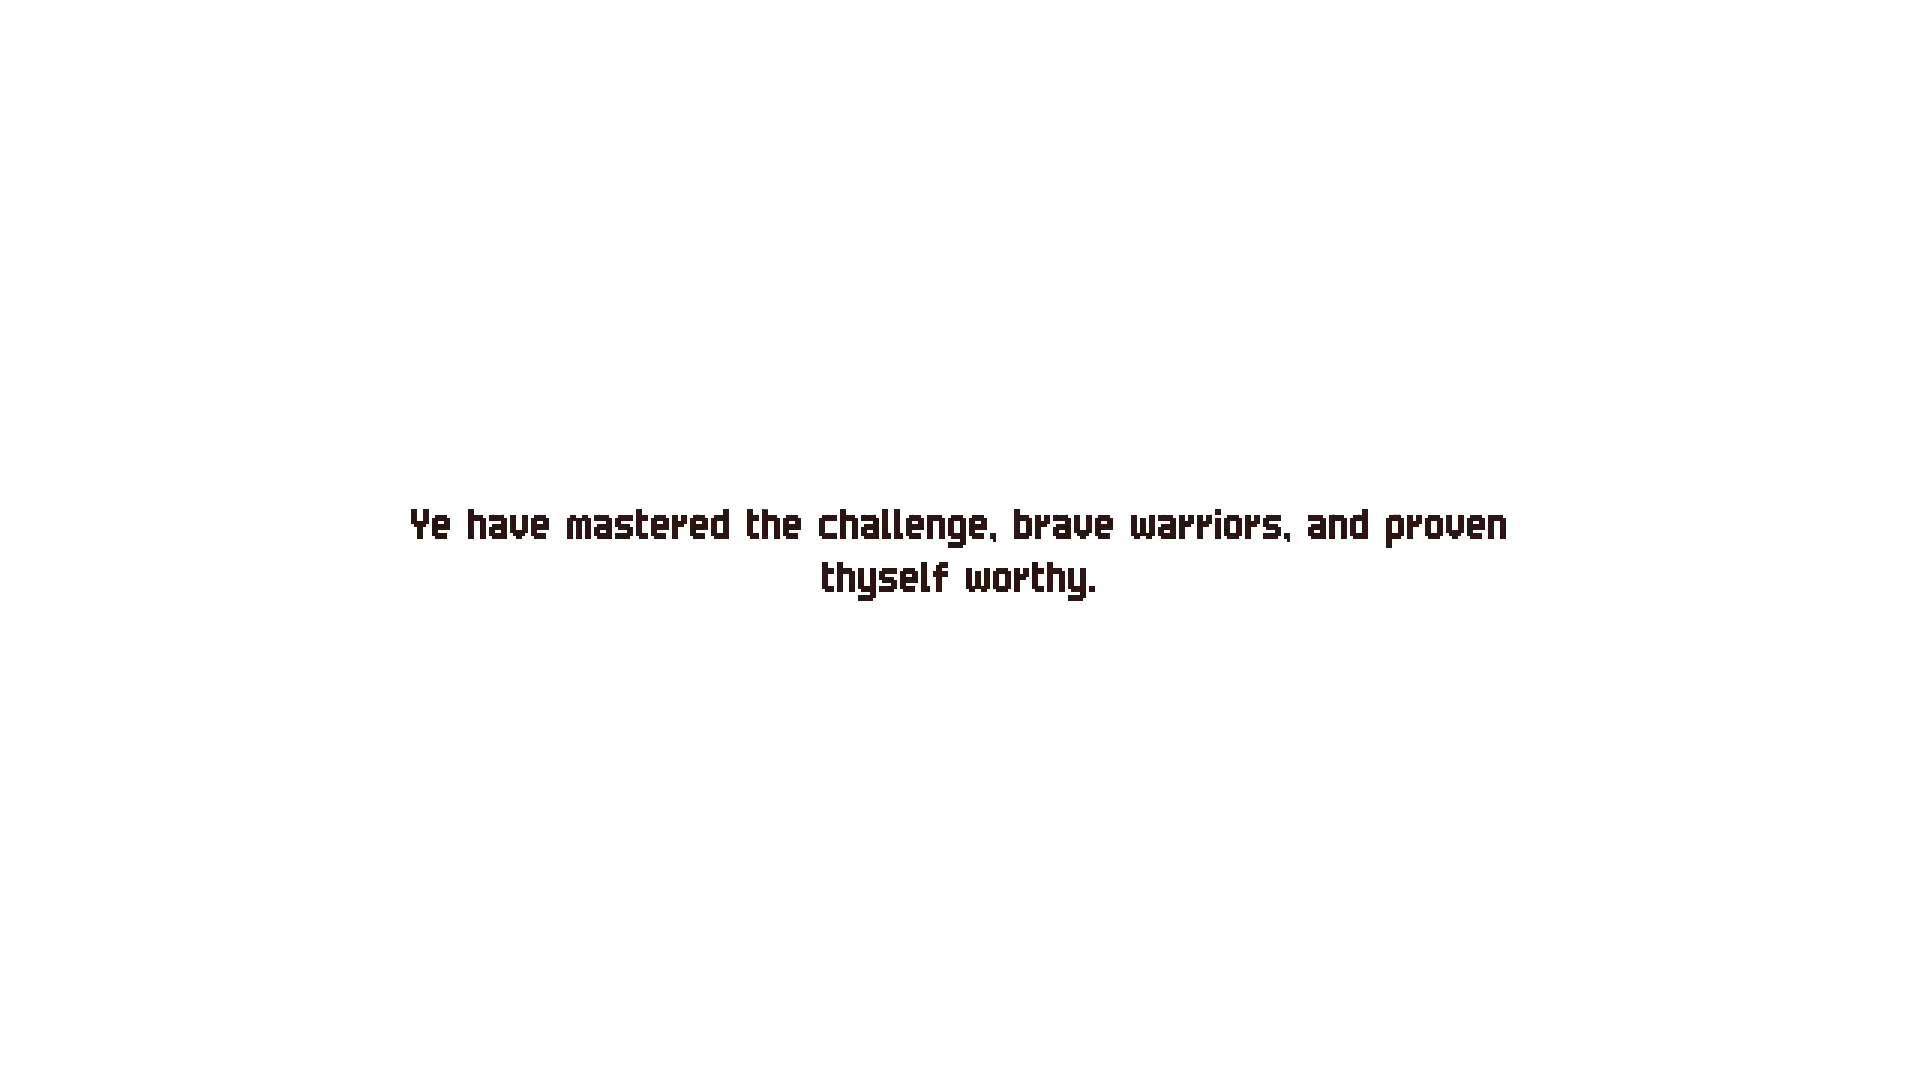 Ye have mastered the challenge, brave warriors, and proven
thyself worthy.